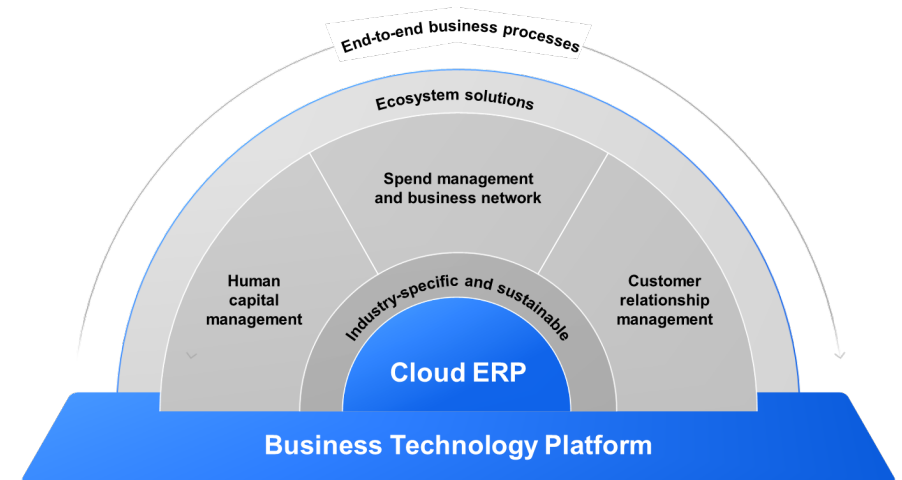 End-to-end business processes
Ecosystem solutions
Spend management
and business network
Human
capital
management
Customer
relationship
management
Industry-specific and sustainable
Cloud ERP
Business Technology Platform